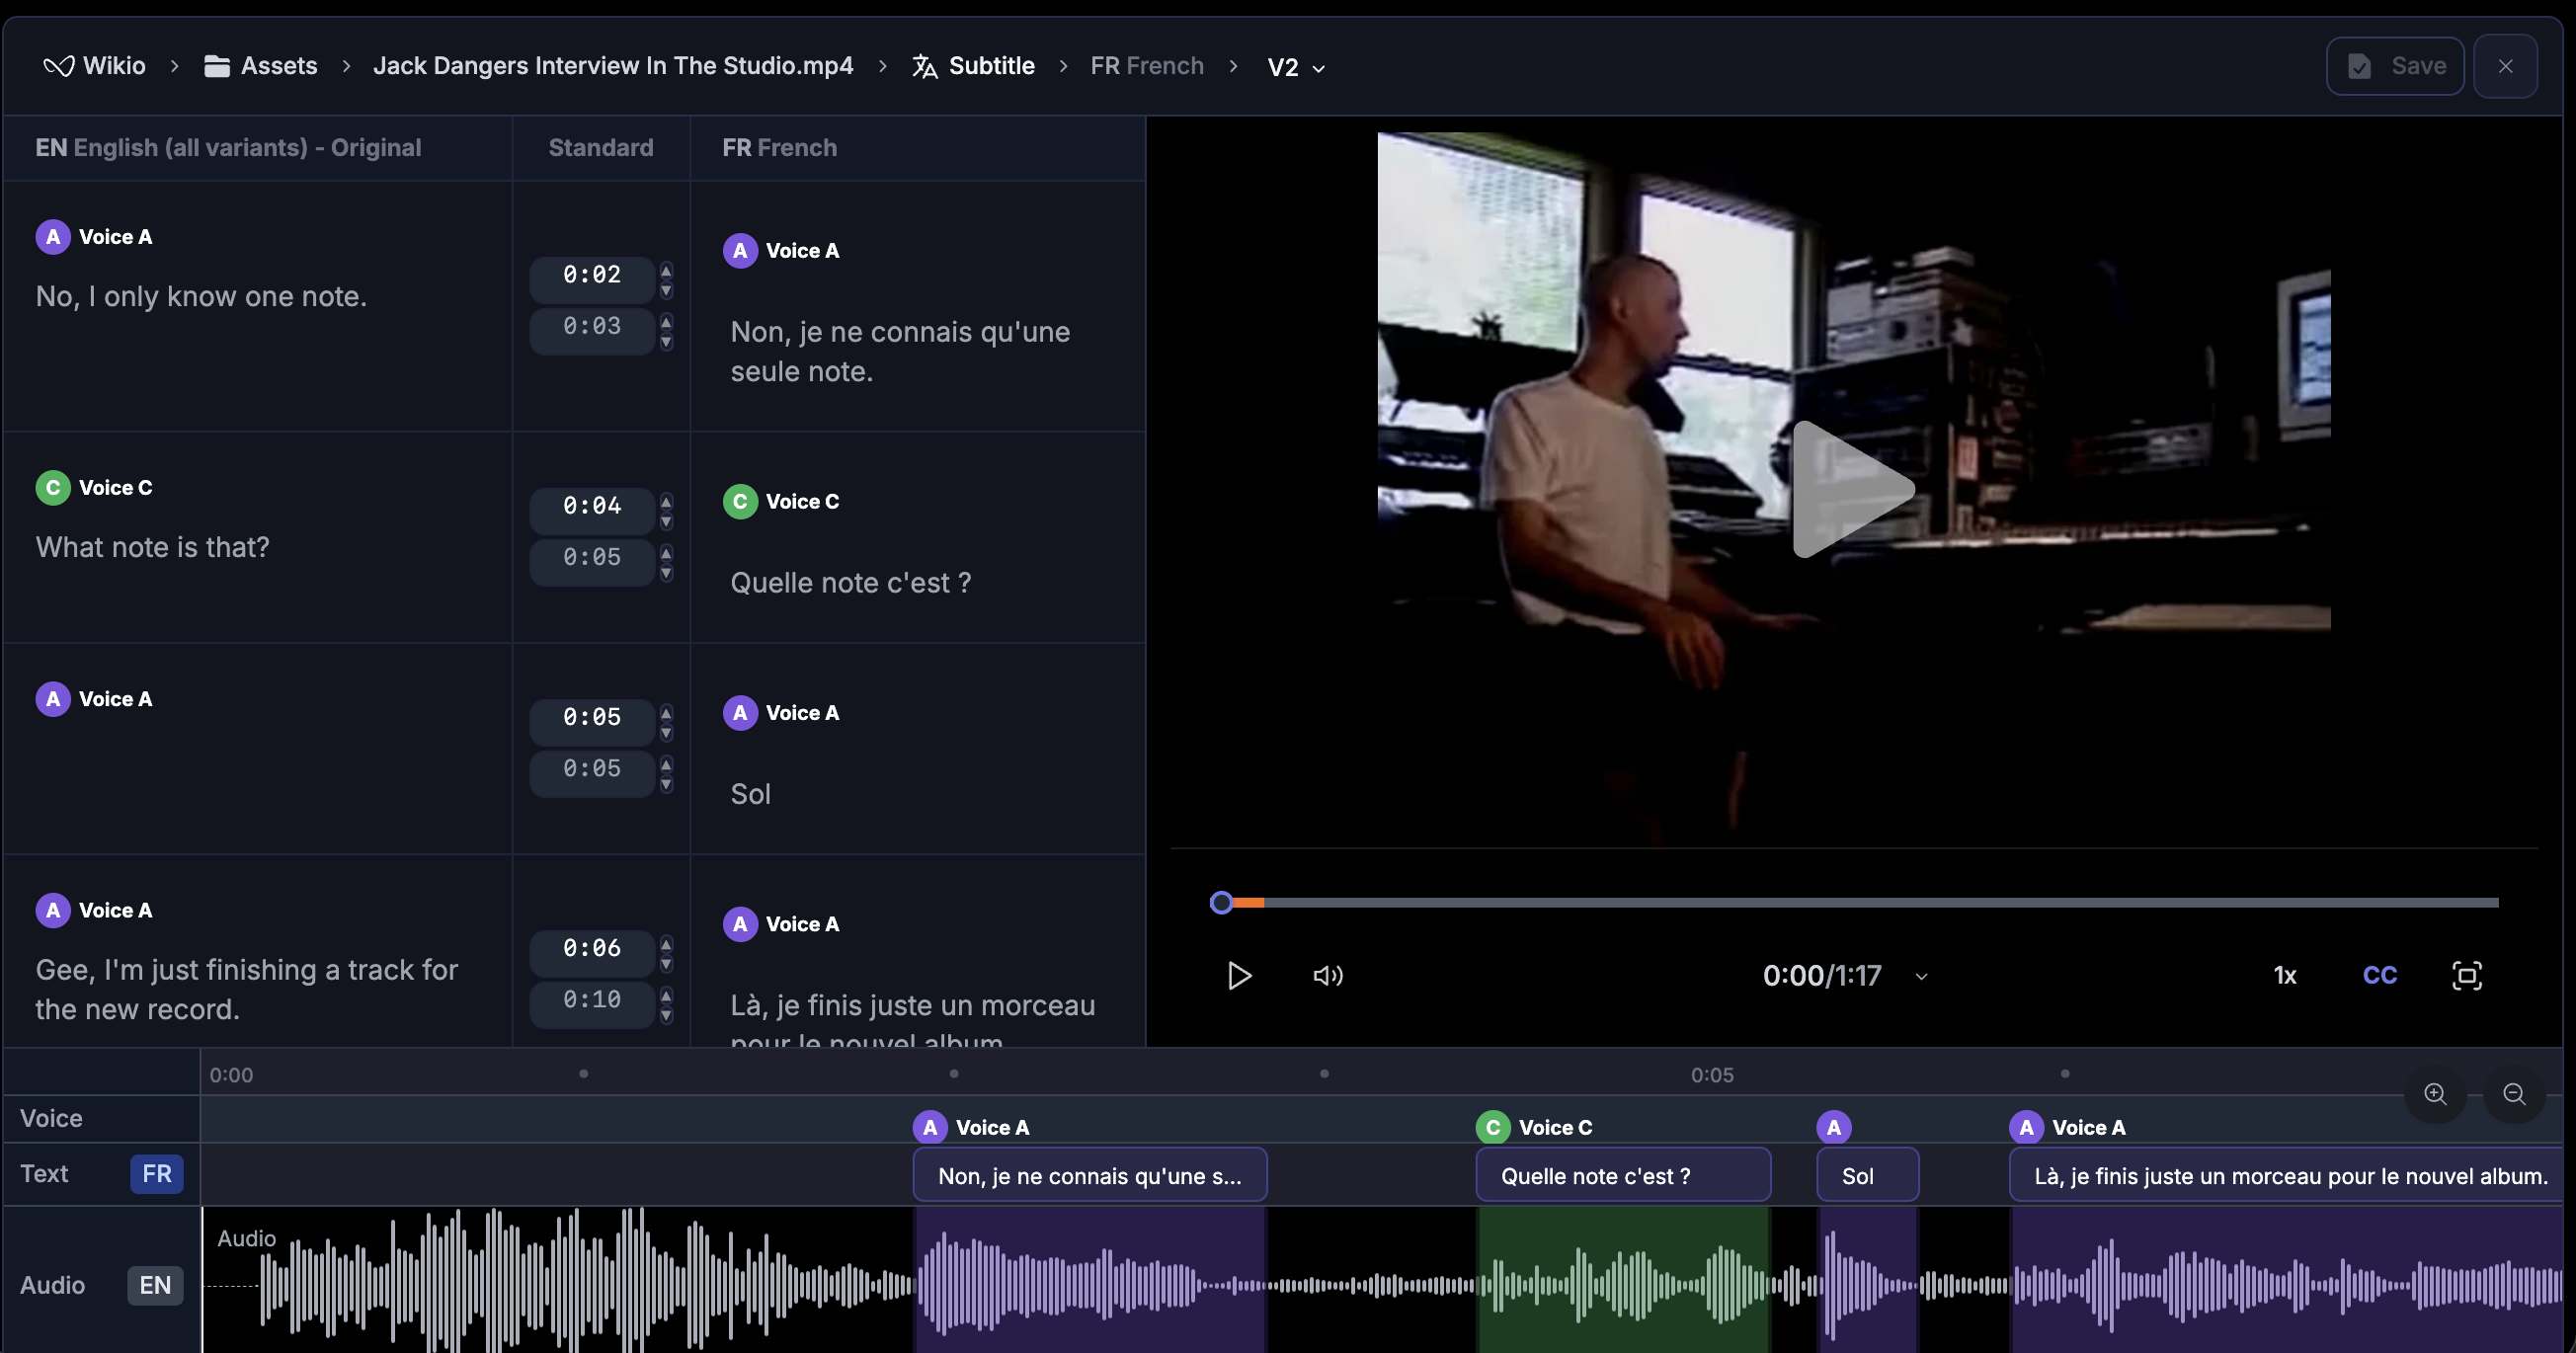 Wikio > Assets > Jack Dangers Interview In The Studio.mp4 > Subtitle > FR French > V2
Save
EN English (all variants) - Original
Standard
FR French
A Voice A
No, I only know one note.
0:02
0:03
A Voice A
Non, je ne connais qu'une
seule note.
C Voice C
What note is that?
0:04
0:05
C Voice C
Quelle note c'est ?
A Voice A
0:05
0:05
A Voice A
Sol
A Voice A
Gee, I'm just finishing a track for
the new record.
0:06
0:10
A Voice A
Là, je finis juste un morceau
pour le nouvel album.
0:00/1:17
1x
CC
0:00
0:05
Voice
A Voice A
C Voice C
A
A Voice A
Text FR
Non, je ne connais qu'une s...
Quelle note c'est ?
Sol
Là, je finis juste un morceau pour le nouvel album.
Audio
Audio EN